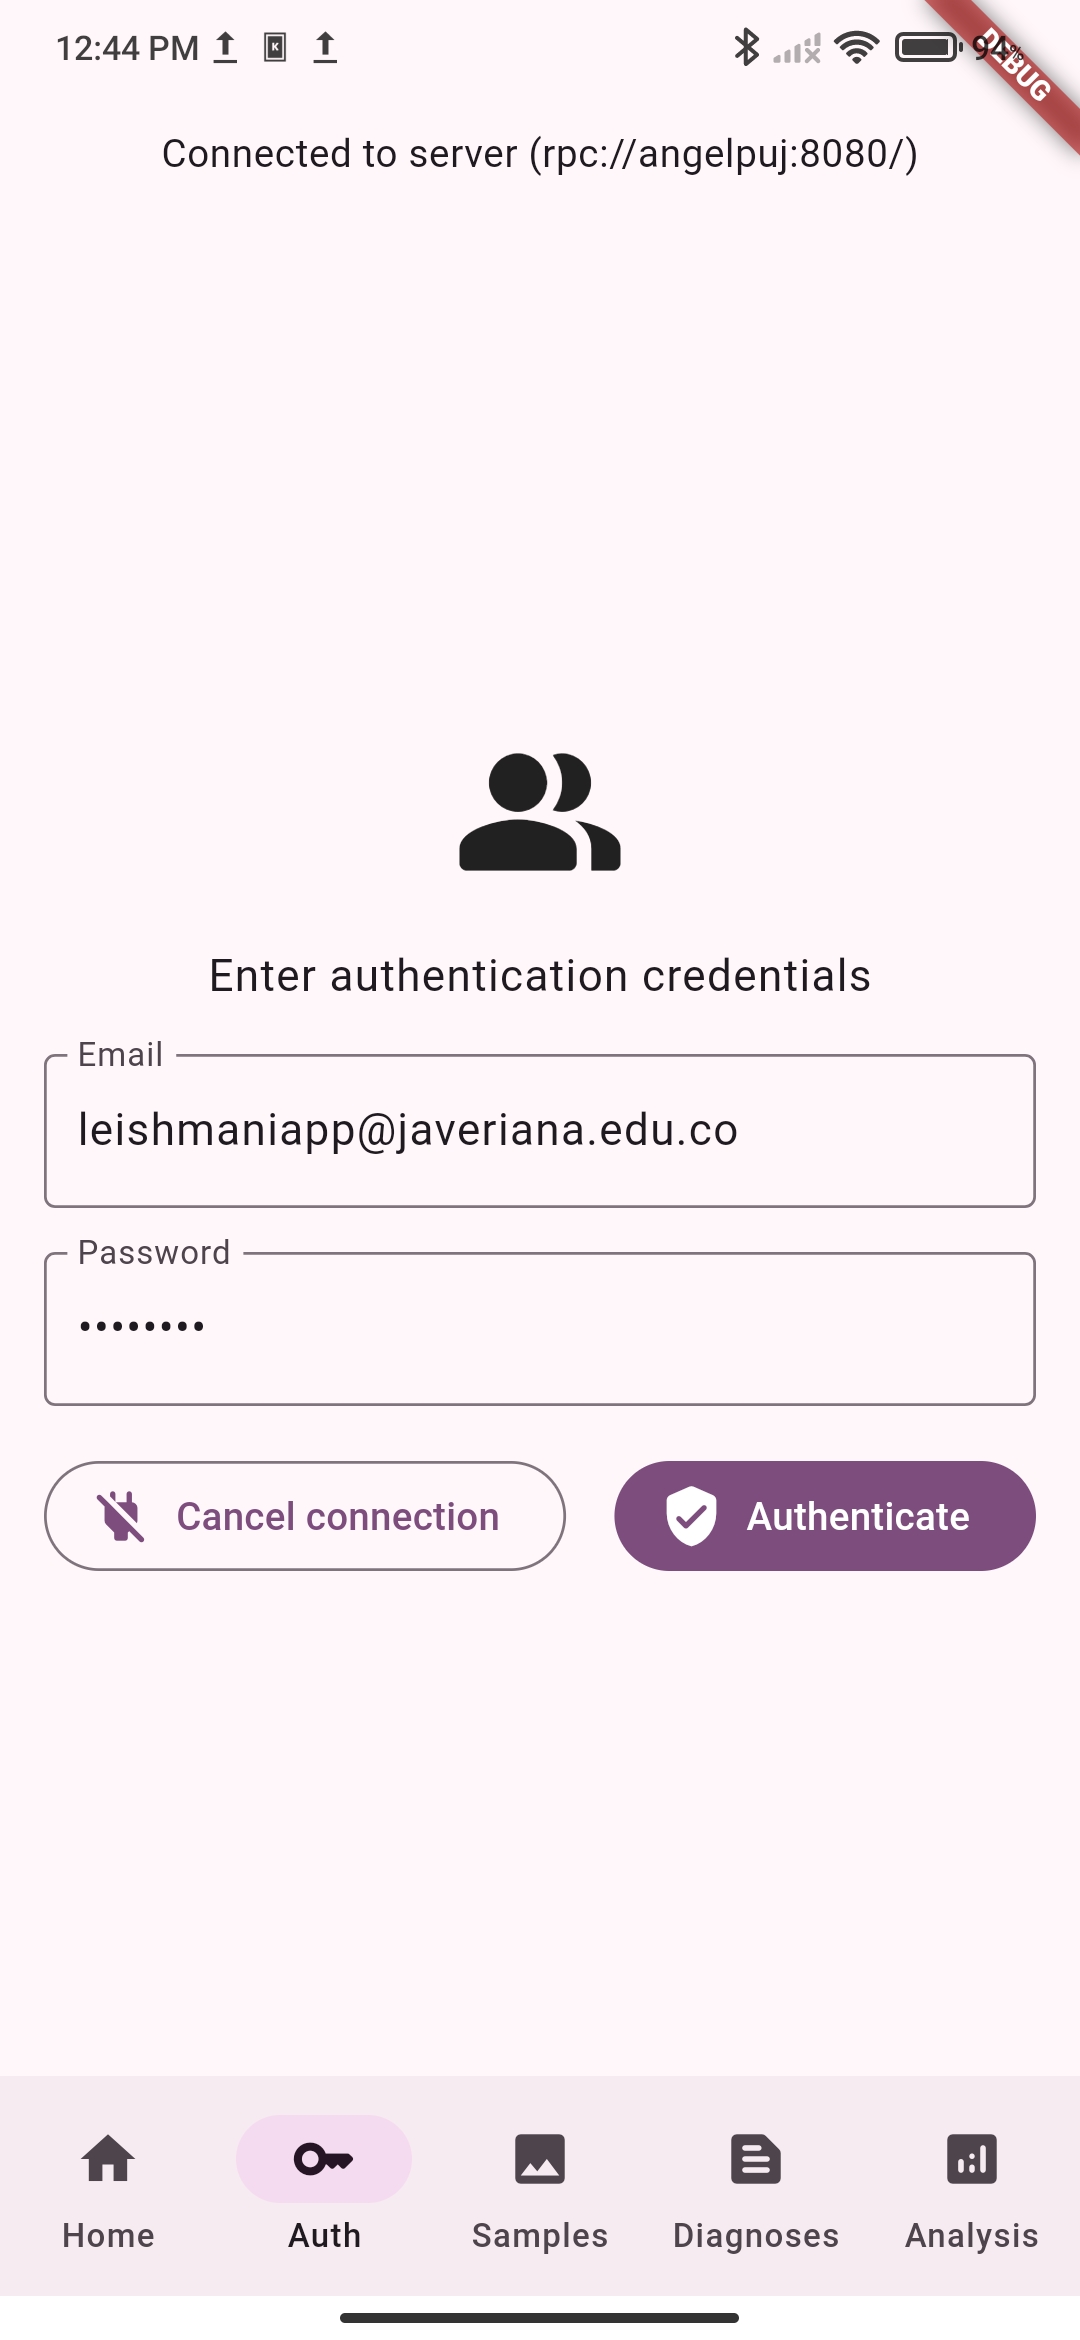 12:44 PM
94%
DEBUG
Connected to server (rpc://angelpuj:8080/)
Enter authentication credentials
Email
leishmaniapp@javeriana.edu.co
Password
••••••••
Cancel connection
Authenticate
Home
Auth
Samples
Diagnoses
Analysis